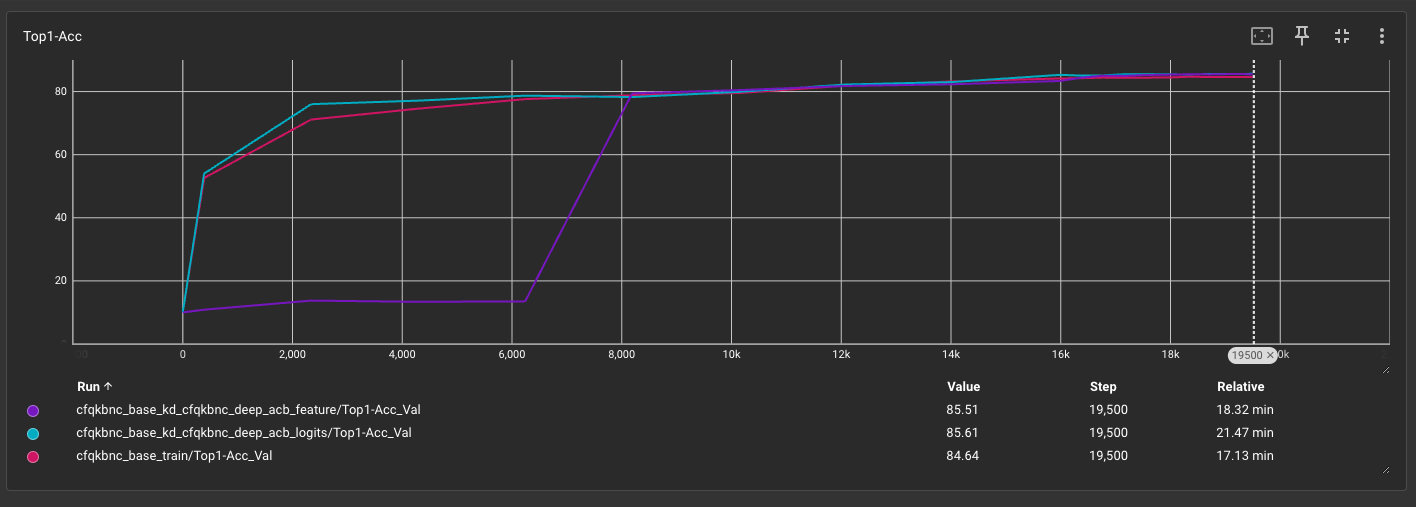 Top1-Acc
80
60
40
20
0 2,000 4,000 6,000 8,000 10k 12k 14k 16k 18k 19500 × 0k
Run ↑ Value Step Relative
cfqkbnc_base_kd_cfqkbnc_deep_acb_feature/Top1-Acc_Val 85.51 19,500 18.32 min
cfqkbnc_base_kd_cfqkbnc_deep_acb_logits/Top1-Acc_Val 85.61 19,500 21.47 min
cfqkbnc_base_train/Top1-Acc_Val 84.64 19,500 17.13 min